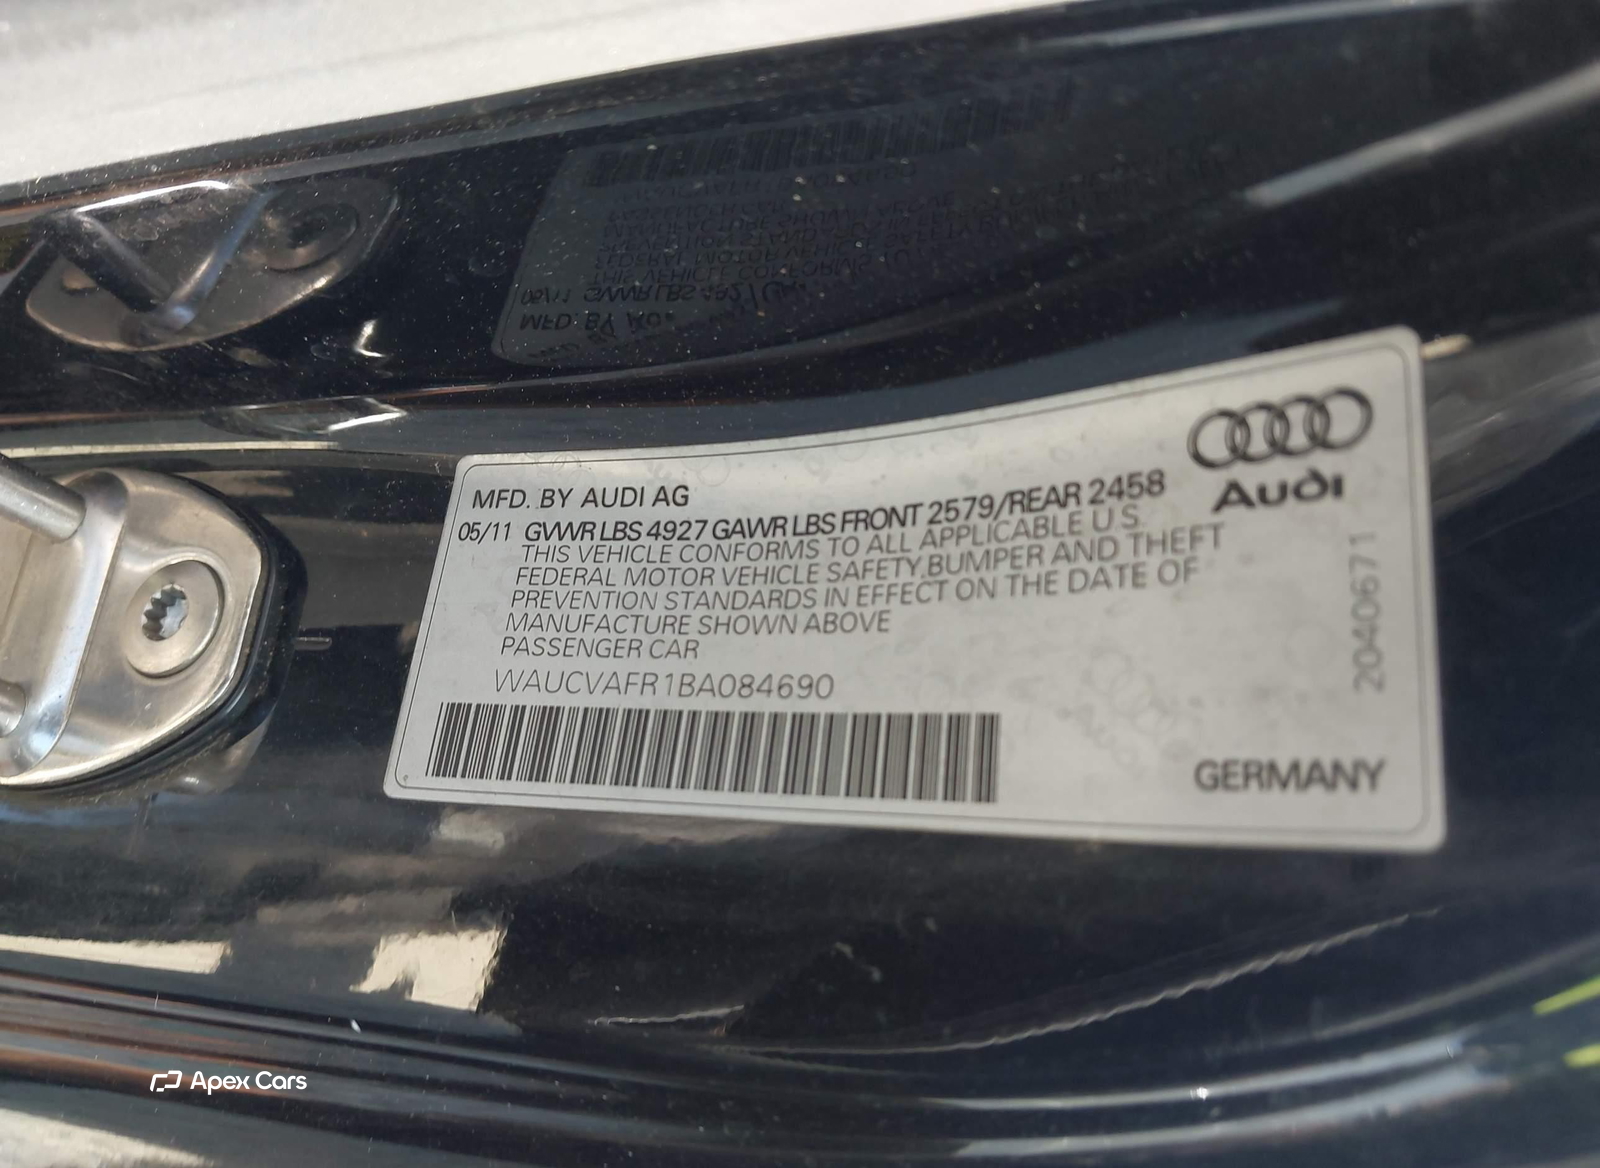 MFD. BY AUDI AG
05/11 GVWR LBS 4927 GAWR LBS FRONT 2579/REAR 2458
THIS VEHICLE CONFORMS TO ALL APPLICABLE U.S.
FEDERAL MOTOR VEHICLE SAFETY,BUMPER AND THEFT
PREVENTION STANDARDS IN EFFECT ON THE DATE OF
MANUFACTURE SHOWN ABOVE
PASSENGER CAR
WAUCVAFR1BA084690
Audi
2040671
GERMANY
Apex Cars